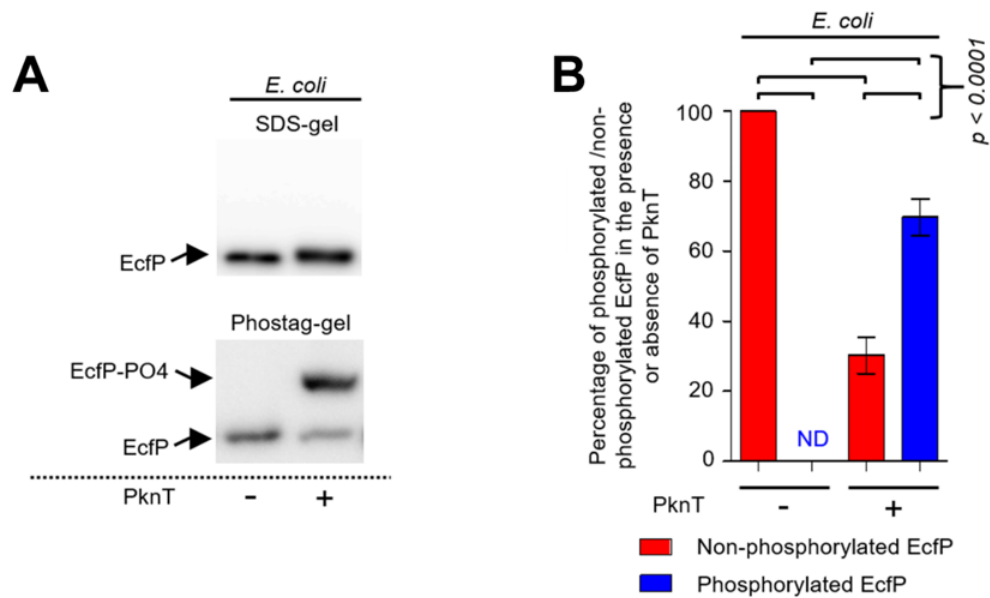 A
E. coli
SDS-gel
EcfP
Phostag-gel
EcfP-PO4
EcfP
PknT - +
B
E. coli
p < 0.0001
Percentage of phosphorylated /non-
phosphorylated EcfP in the presence
or absence of PknT
100
80
60
40
20
0
ND
PknT - +
Non-phosphorylated EcfP
Phosphorylated EcfP